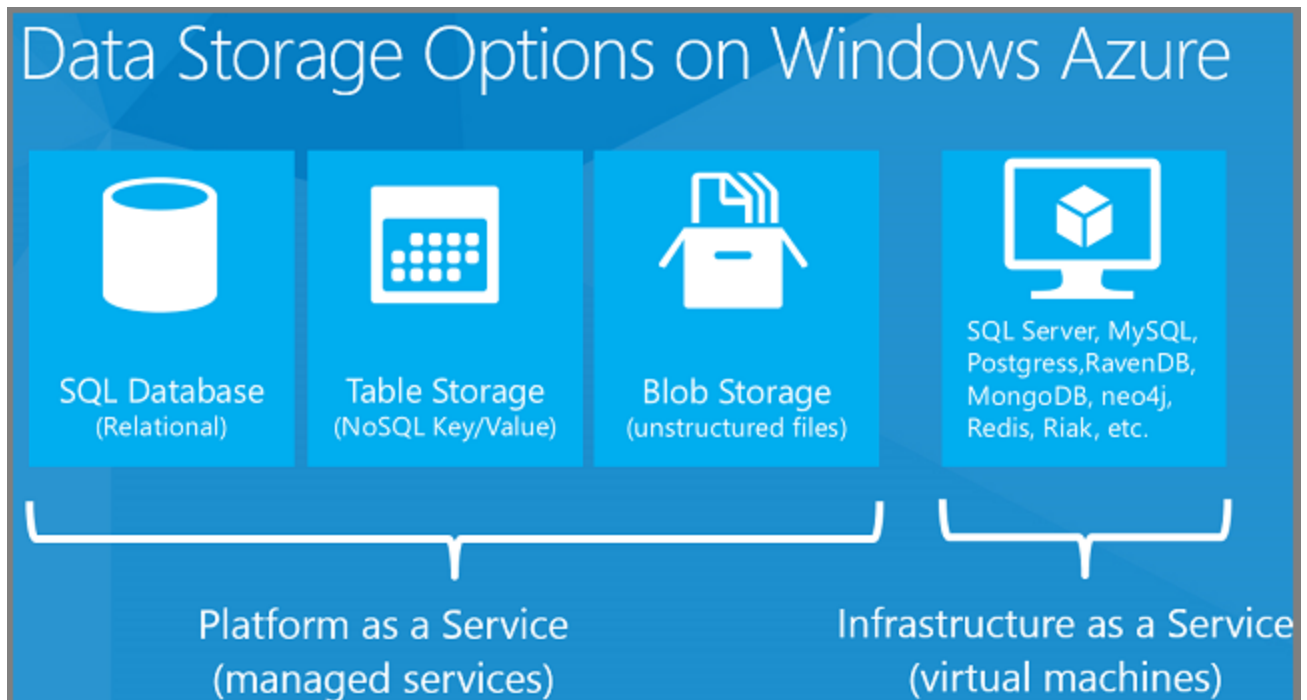 Data Storage Options on Windows Azure
SQL Database
(Relational)
Table Storage
(NoSQL Key/Value)
Blob Storage
(unstructured files)
SQL Server, MySQL,
Postgress,RavenDB,
MongoDB, neo4j,
Redis, Riak, etc.
Platform as a Service
(managed services)
Infrastructure as a Service
(virtual machines)